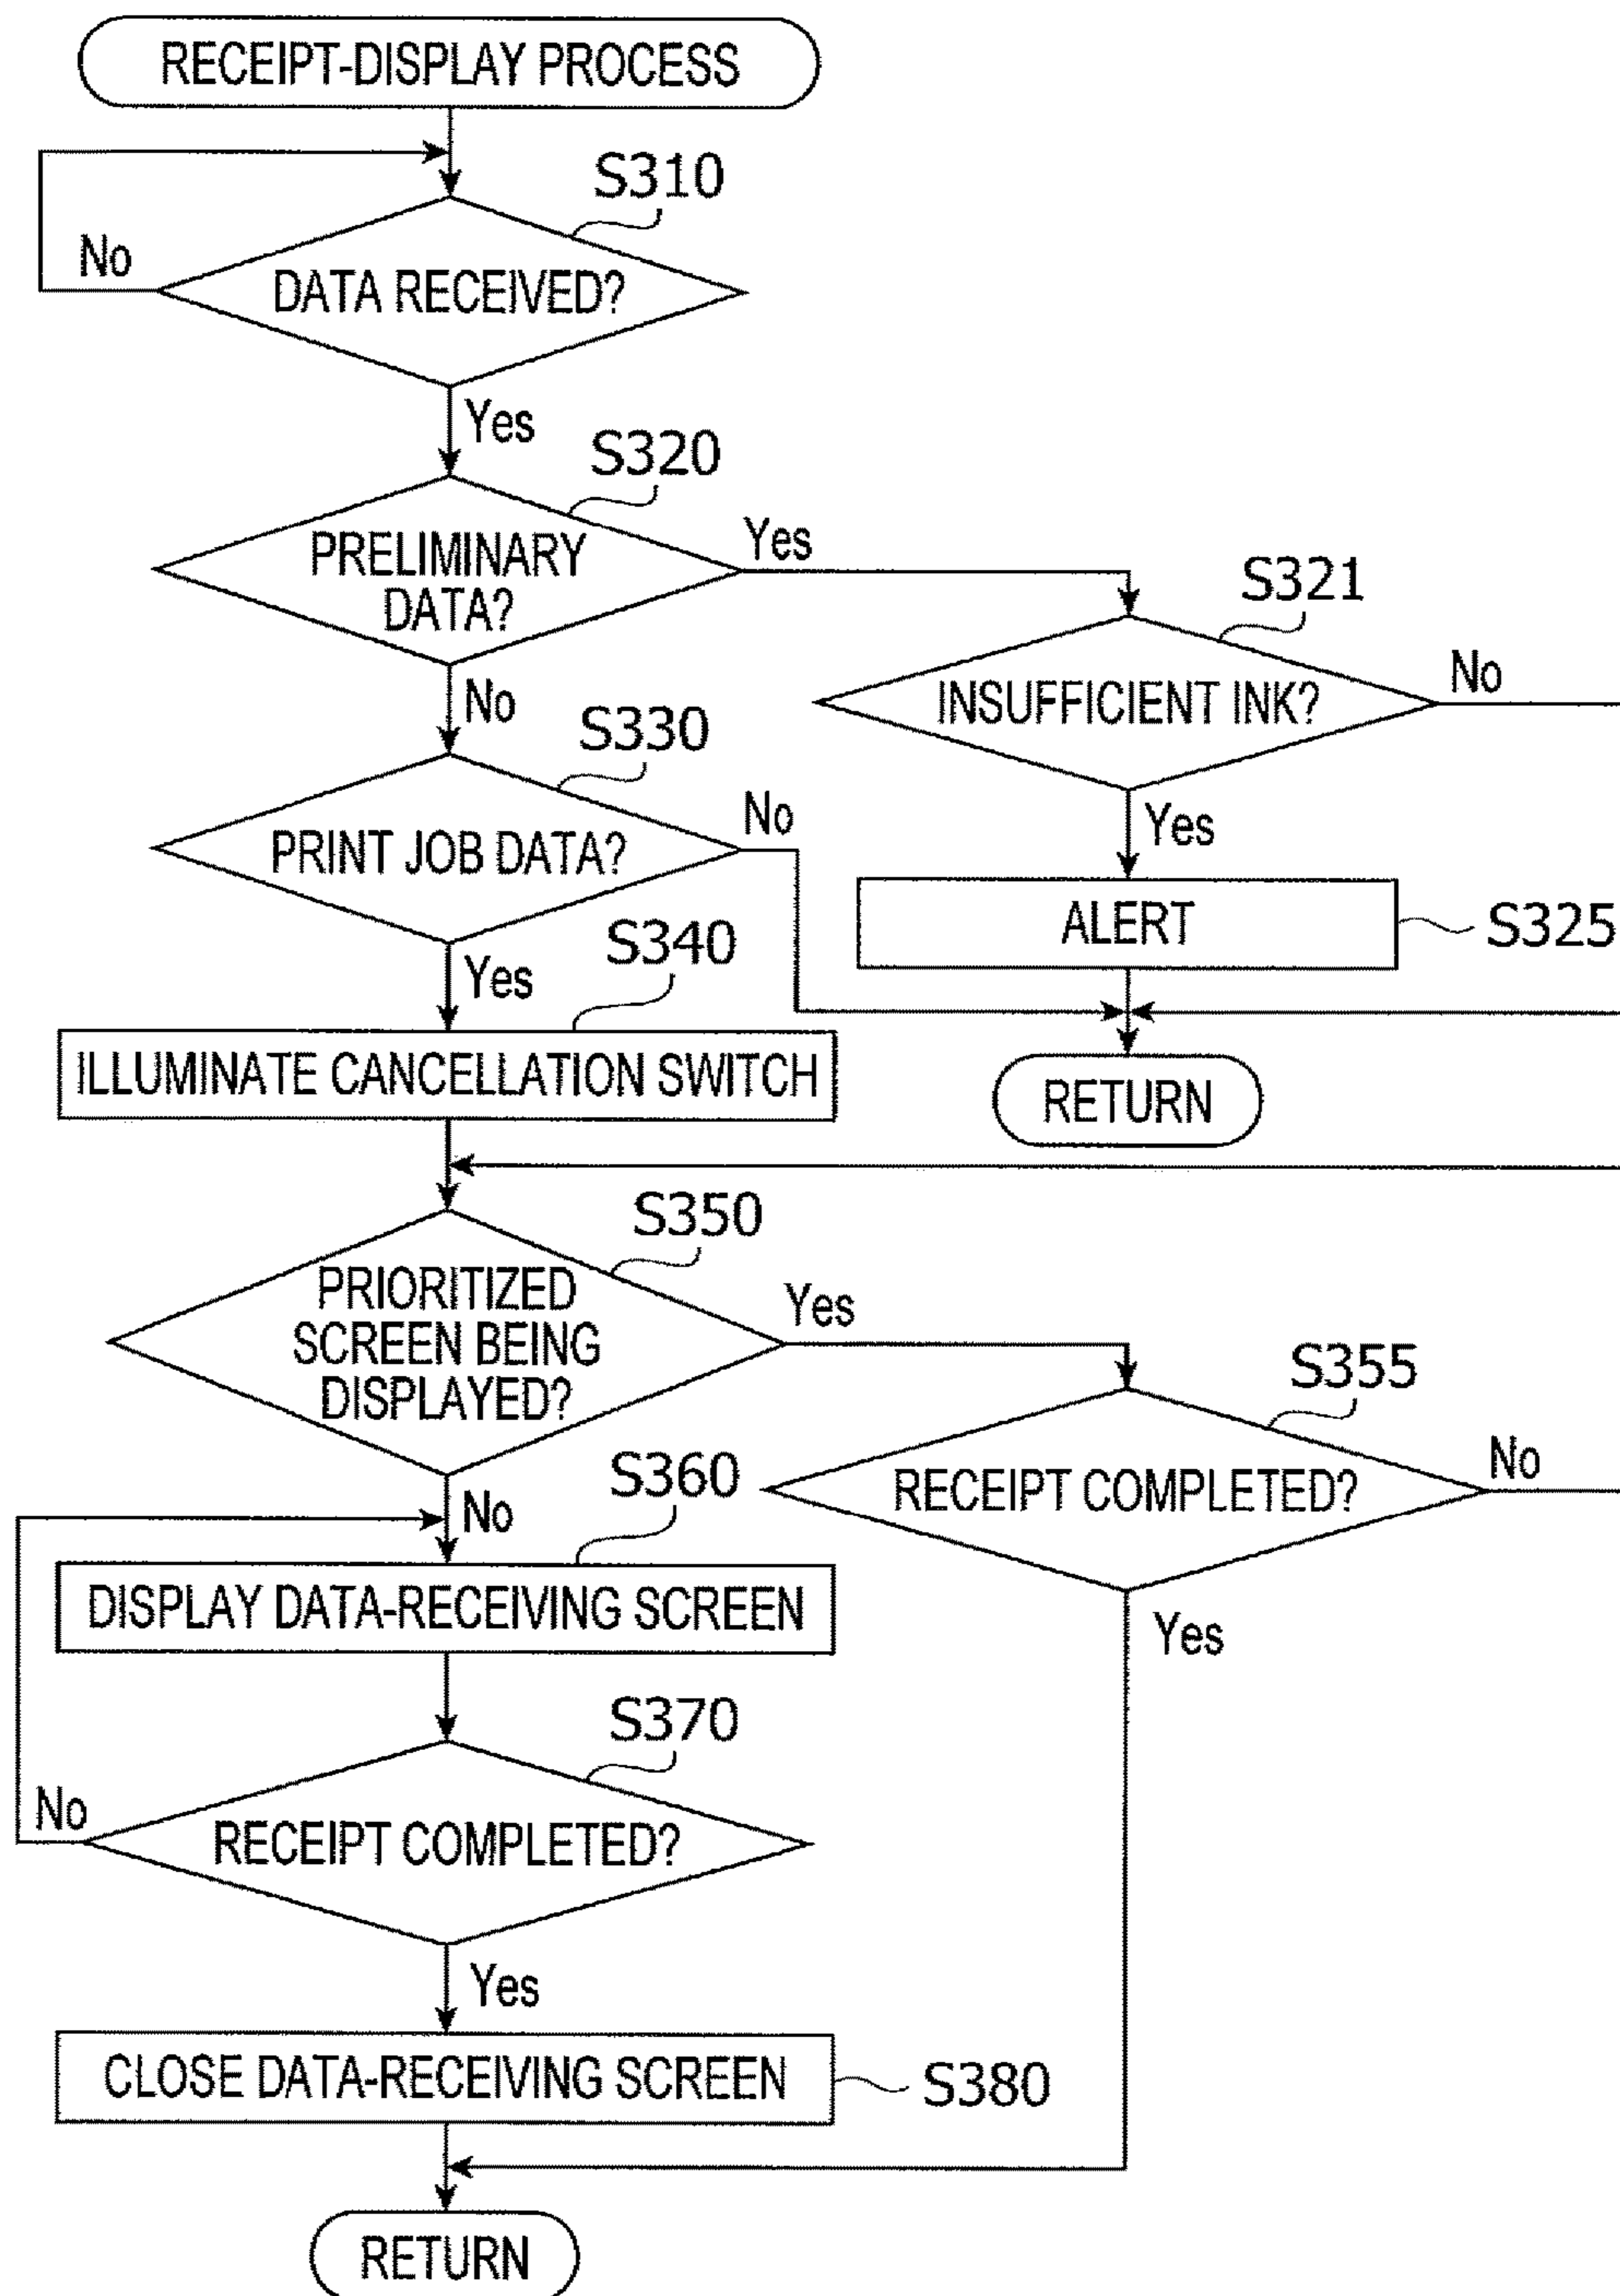 RECEIPT-DISPLAY PROCESS
S310
No
DATA RECEIVED?
Yes
S320
PRELIMINARY
DATA?
Yes
S321
INSUFFICIENT INK?
No
No
S330
PRINT JOB DATA?
No
Yes
ALERT
S325
Yes
S340
ILLUMINATE CANCELLATION SWITCH
RETURN
S350
PRIORITIZED
SCREEN BEING
DISPLAYED?
Yes
S355
RECEIPT COMPLETED?
No
No
S360
DISPLAY DATA-RECEIVING SCREEN
Yes
S370
No
RECEIPT COMPLETED?
Yes
CLOSE DATA-RECEIVING SCREEN
S380
RETURN